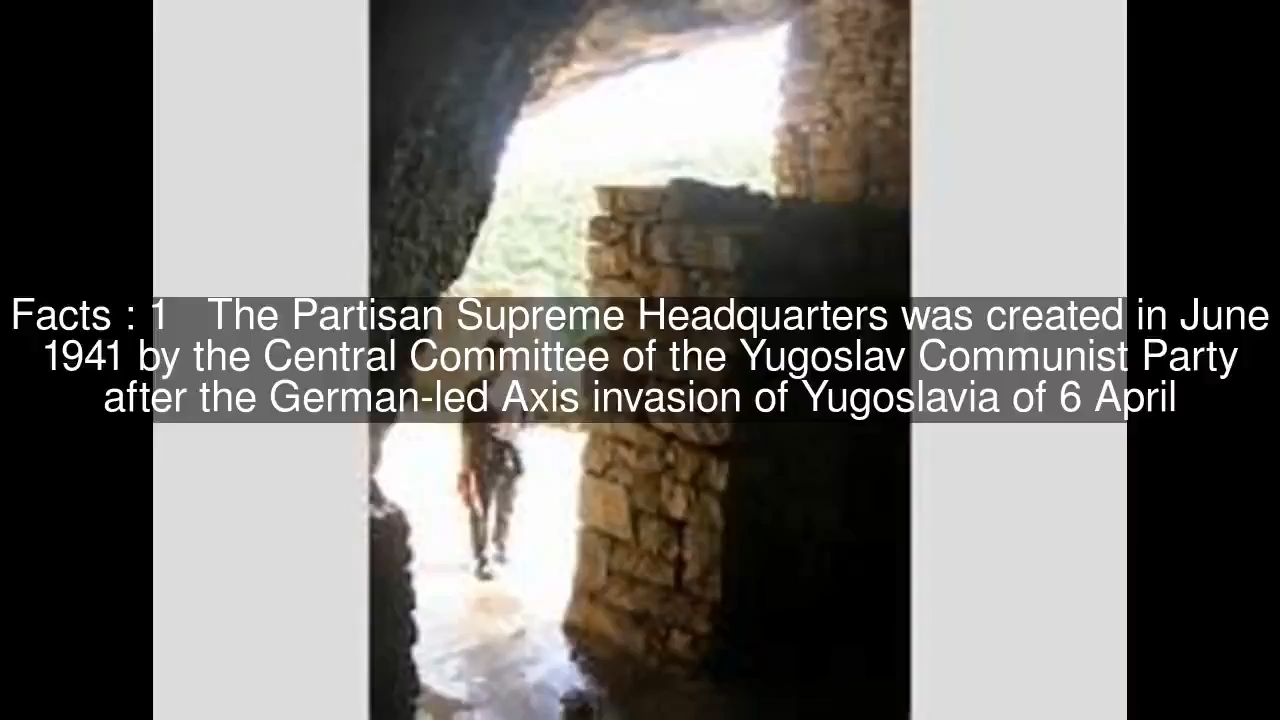 Facts : 1 The Partisan Supreme Headquarters was created in June
1941 by the Central Committee of the Yugoslav Communist Party
after the German-led Axis invasion of Yugoslavia of 6 April